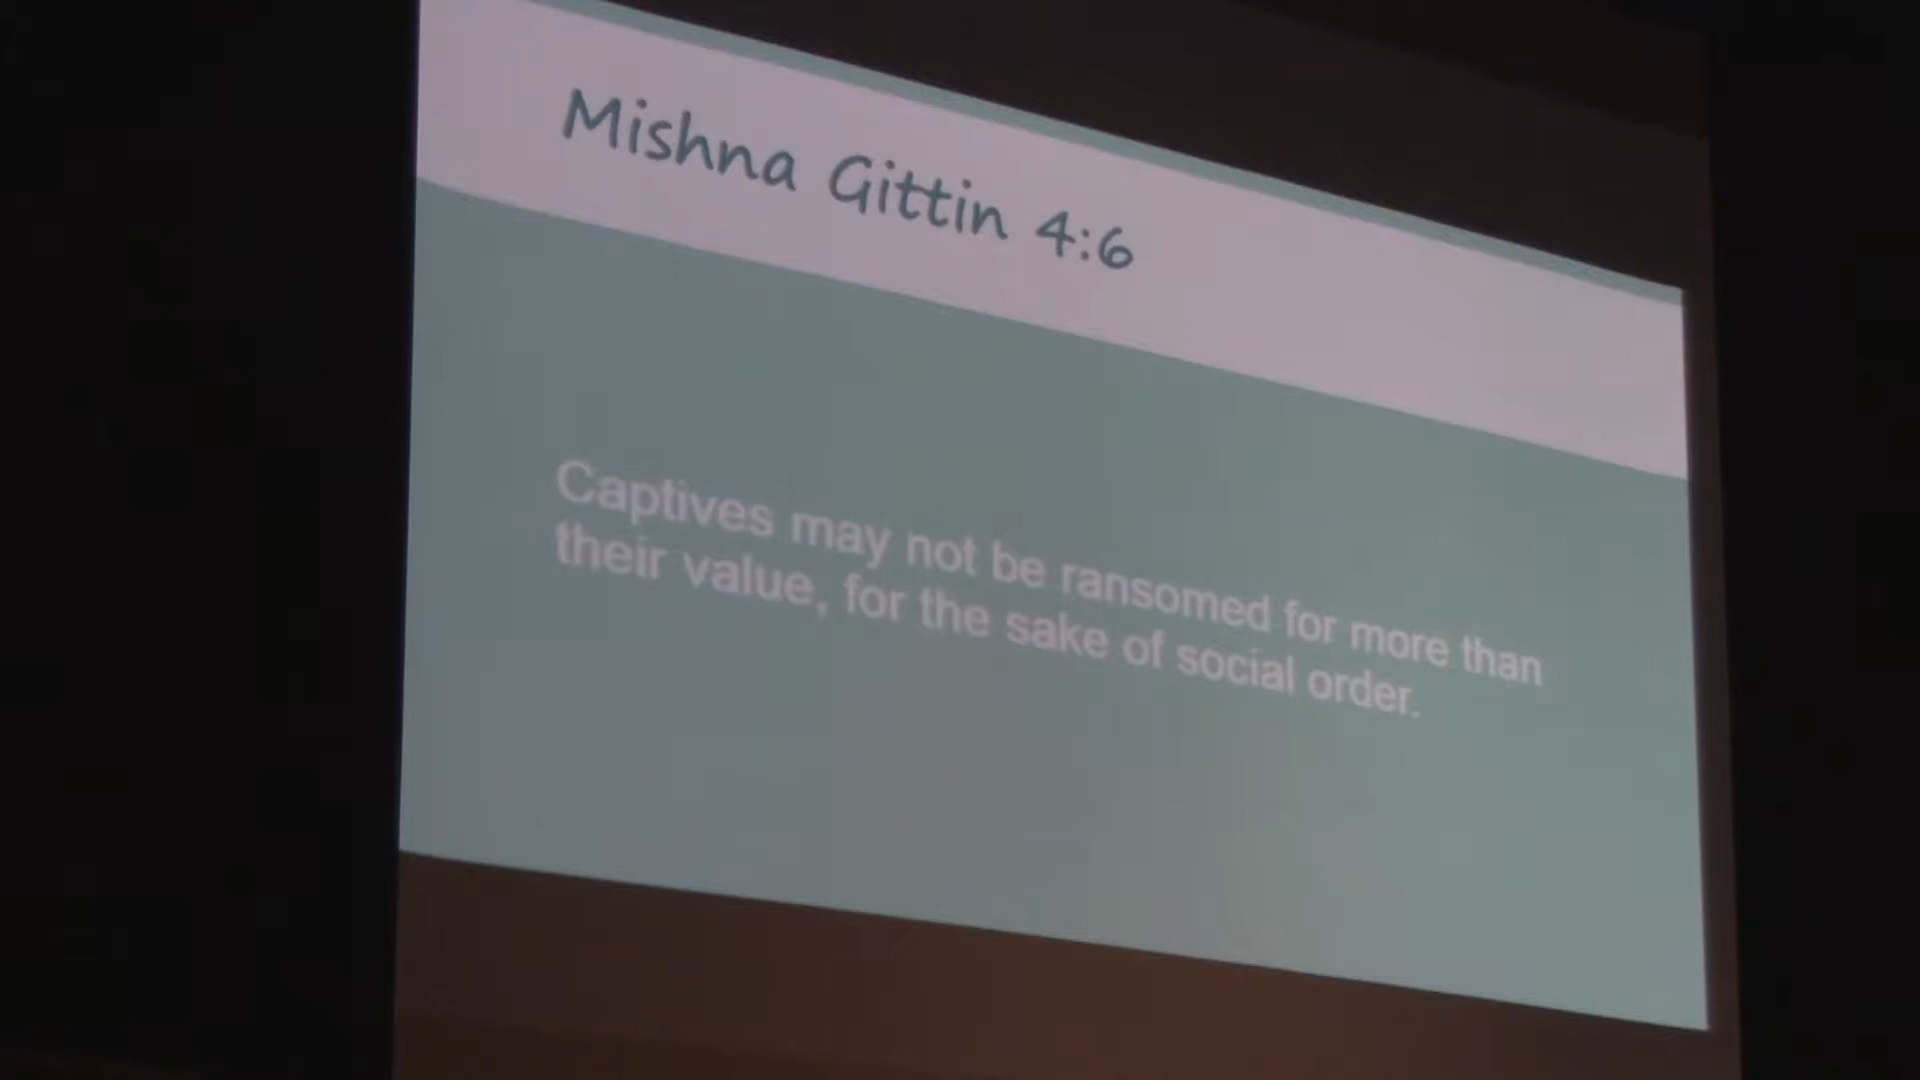 Mishna Gittin 4:6
Captives may not be ransomed for more than
their value, for the sake of social order.